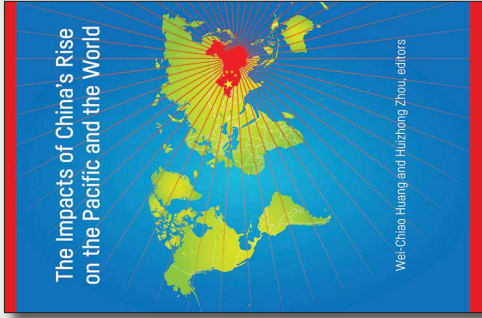 The Impacts of China's Rise
on the Pacific and the World
Wei-Chiao Huang and Huizhong Zhou, editors